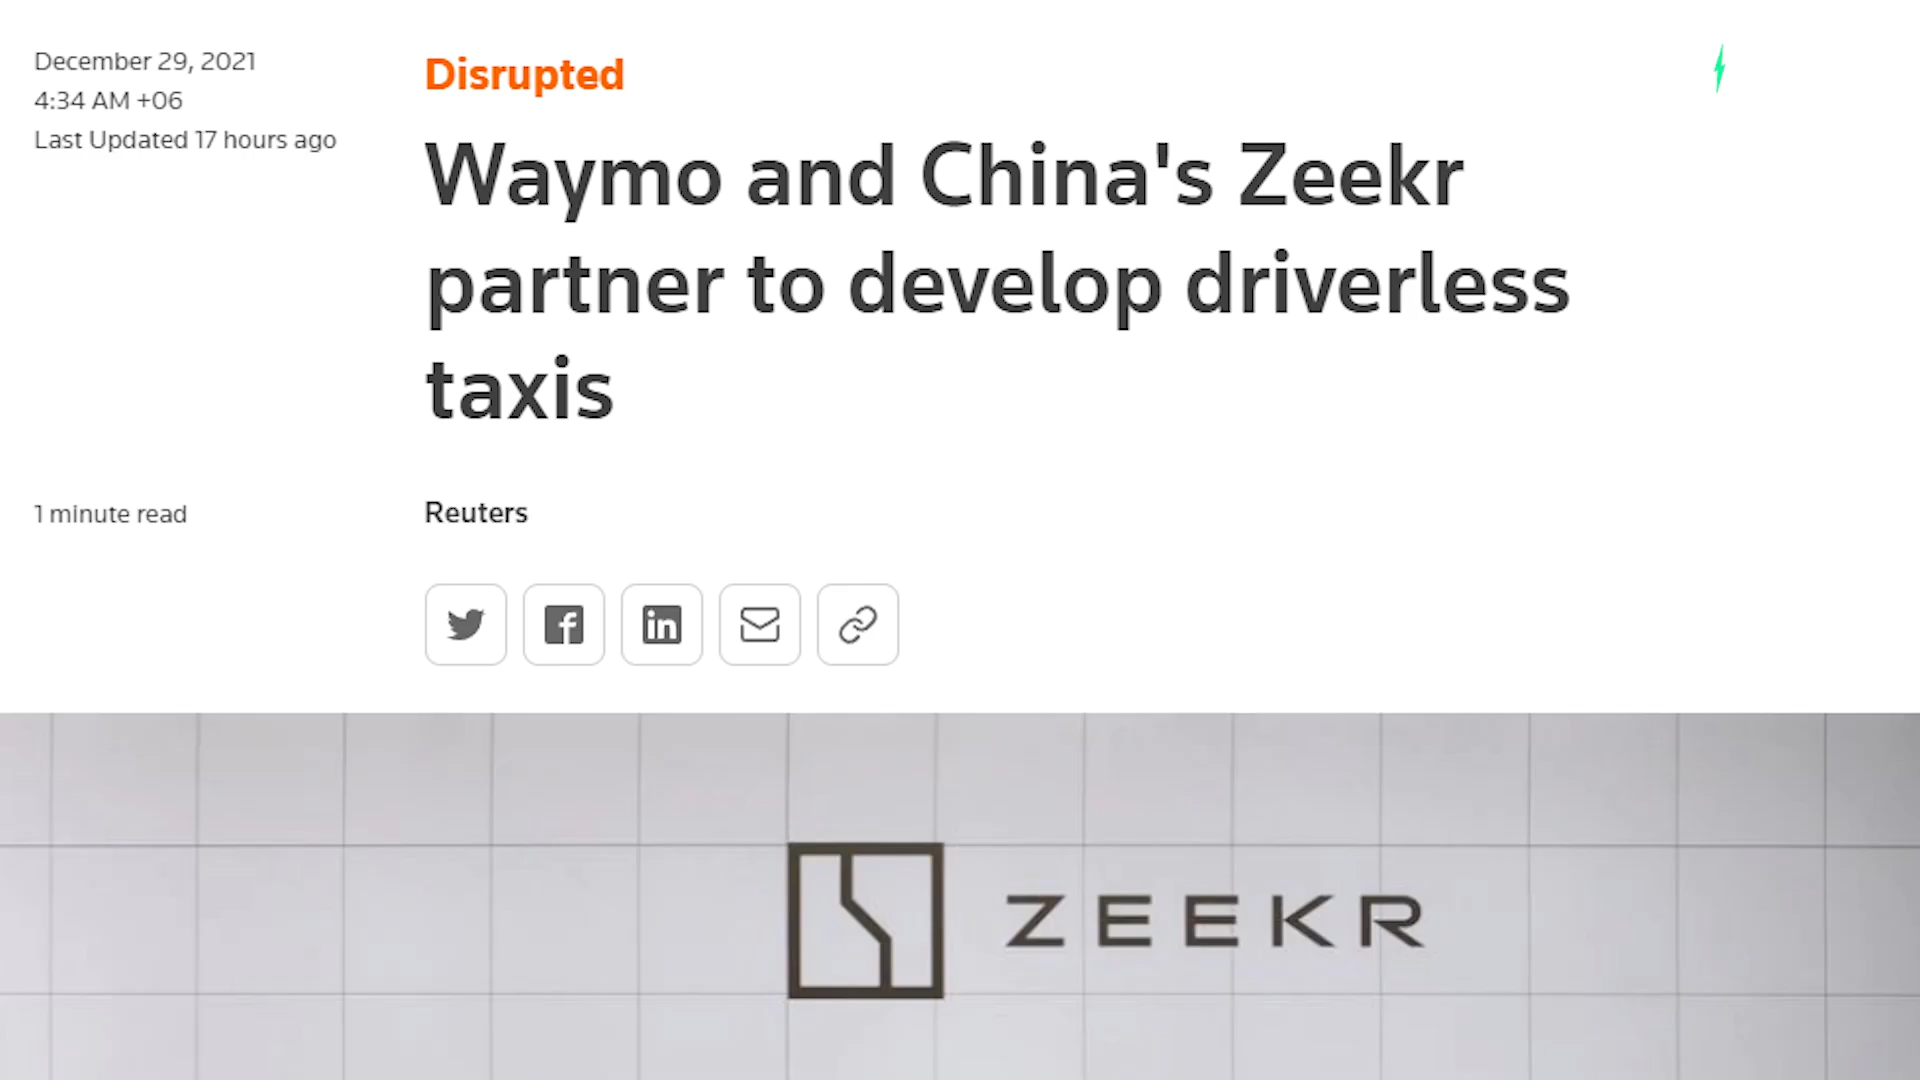 December 29, 2021
4:34 AM +06
Last Updated 17 hours ago
Disrupted
Waymo and China's Zeekr
partner to develop driverless
taxis
1 minute read
Reuters
ZEEKR